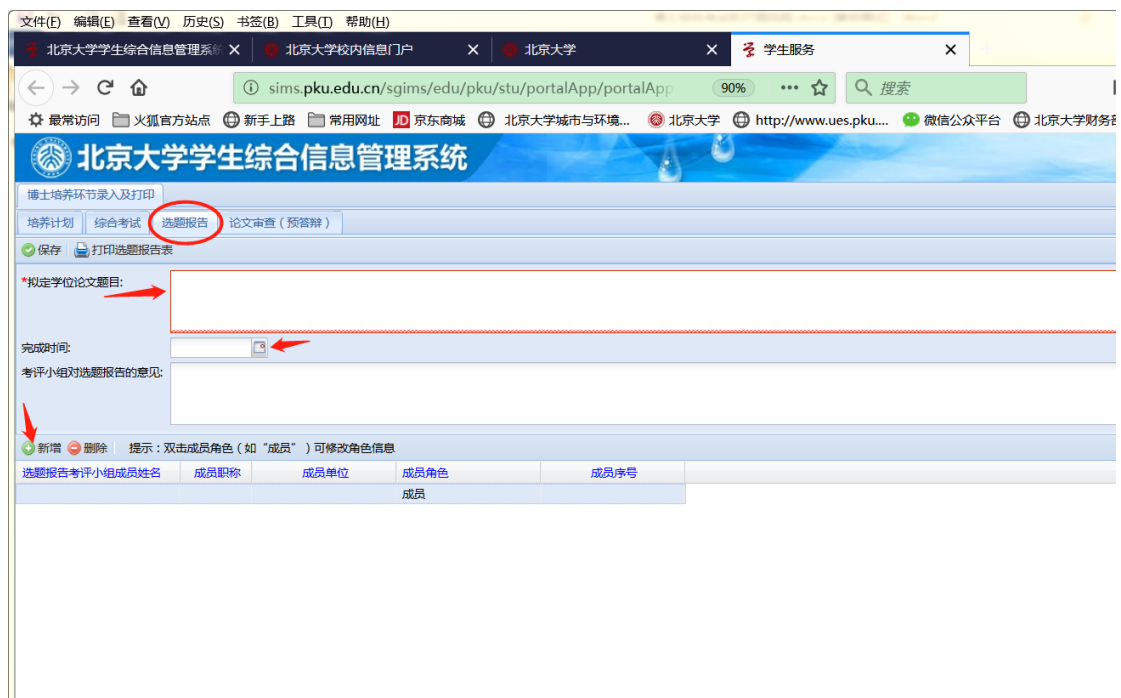 文件(F) 编辑(E) 查看(V) 历史(S) 书签(B) 工具(T) 帮助(H)
北京大学学生综合信息管理系统 北京大学校内信息门户 北京大学 学生服务
sims.pku.edu.cn/sgims/edu/pku/stu/portalApp/portalApp 90% 搜索
最常访问 火狐官方站点 新手上路 常用网址 JD 京东商城 北京大学城市与环境... 北京大学 http://www.ues.pku.... 微信公众平台 北京大学财务部
北京大学学生综合信息管理系统
博士培养环节录入及打印
培养计划 综合考试 选题报告 论文审查（预答辩）
保存 打印选题报告表
*拟定学位论文题目:
完成时间:
考评小组对选题报告的意见:
新增 删除 提示：双击成员角色（如“成员”）可修改角色信息
选题报告考评小组成员姓名 成员职称 成员单位 成员角色 成员序号
成员